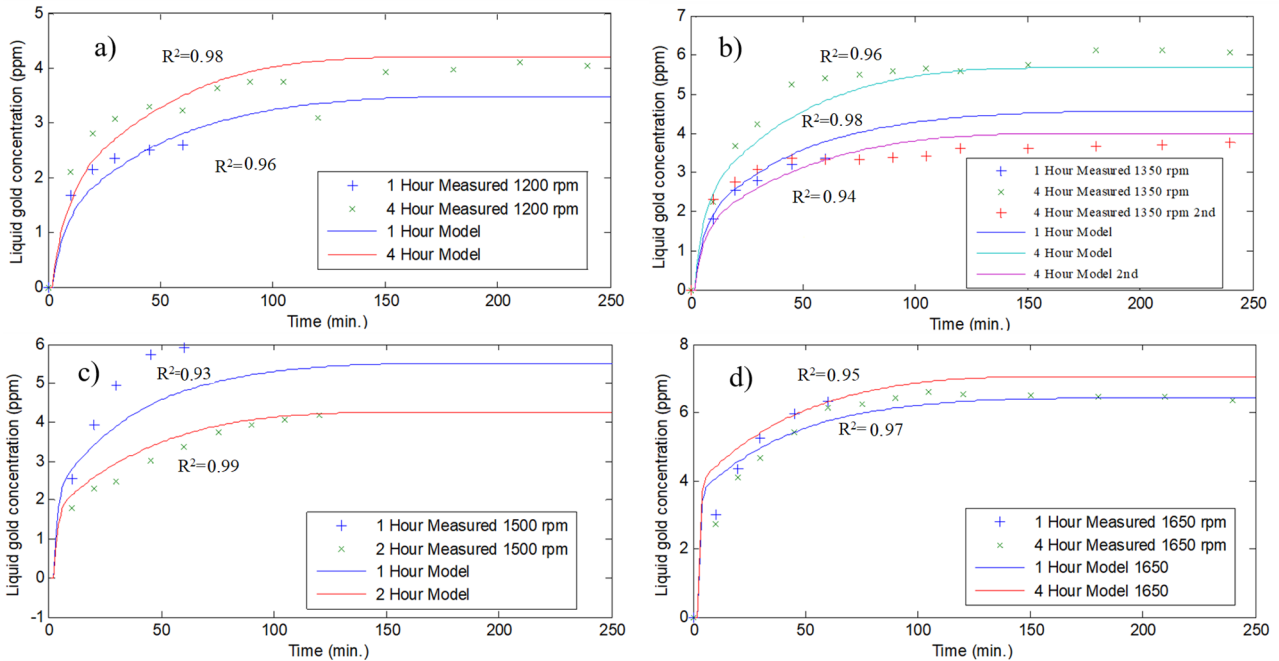 a)
R²=0.98
R²=0.96
5
4
3
2
1
0
Liquid gold concentration (ppm)
0 50 100 150 200 250
Time (min.)
1 Hour Measured 1200 rpm
4 Hour Measured 1200 rpm
1 Hour Model
4 Hour Model
b)
R²=0.96
R²=0.98
R²=0.94
7
6
5
4
3
2
1
0
Liquid gold concentration (ppm)
0 50 100 150 200 250
Time (min.)
1 Hour Measured 1350 rpm
4 Hour Measured 1350 rpm
4 Hour Measured 1350 rpm 2nd
1 Hour Model
4 Hour Model
4 Hour Model 2nd
c)
R²=0.93
R²=0.99
6
5
4
3
2
1
0
-1
Liquid gold concentration (ppm)
0 50 100 150 200 250
Time (min.)
1 Hour Measured 1500 rpm
2 Hour Measured 1500 rpm
1 Hour Model
2 Hour Model
d)
R²=0.95
R²=0.97
8
6
4
2
0
Liquid gold concentration (ppm)
0 50 100 150 200 250
Time (min.)
1 Hour Measured 1650 rpm
4 Hour Measured 1650 rpm
1 Hour Model 1650
4 Hour Model 1650